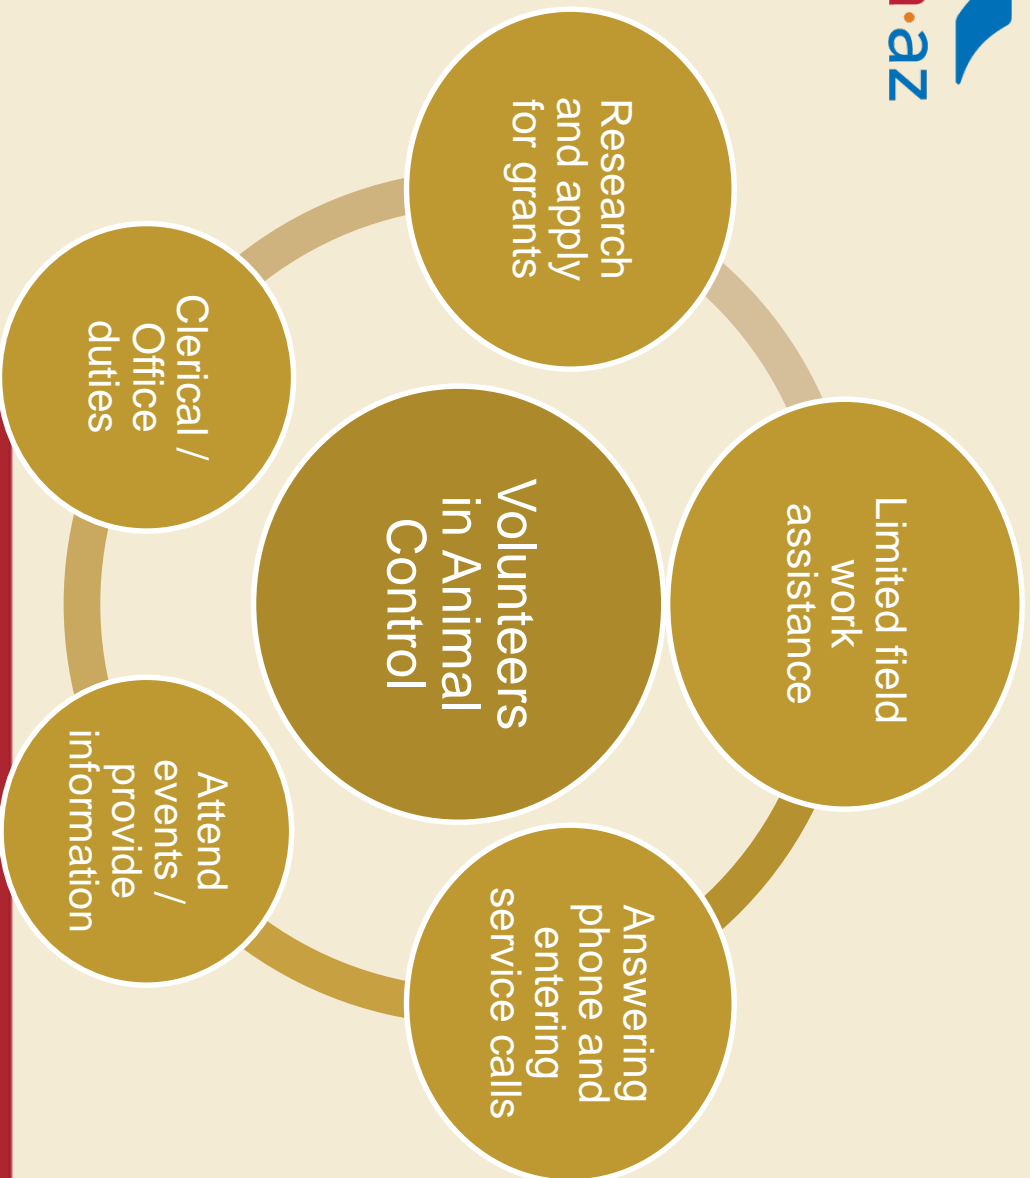 n·az
Limited field
work
assistance
Research
and apply
for grants
Answering
phone and
entering
service calls
Volunteers
in Animal
Control
Clerical /
Office
duties
Attend
events /
provide
information